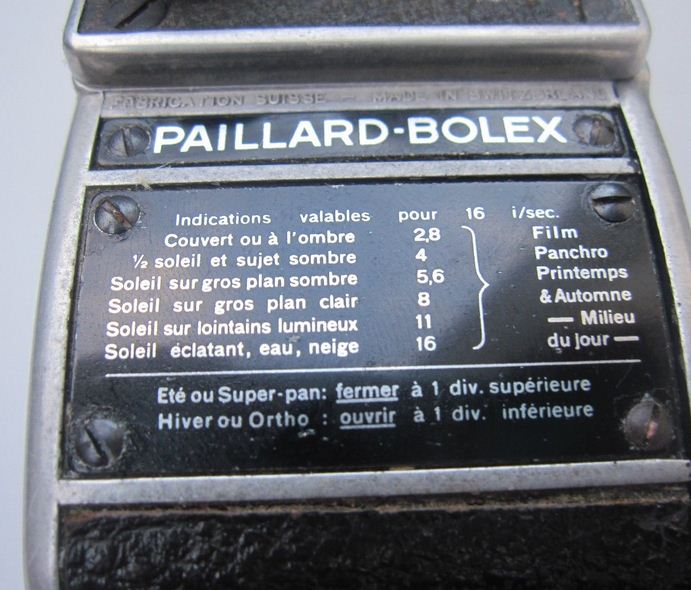 FABRICATION SUISSE - MADE IN SWITZERLAND
PAILLARD-BOLEX
Indications valables pour 16 i/sec.
Couvert ou à l'ombre 2,8 Film
½ soleil et sujet sombre 4 Panchro
Soleil sur gros plan sombre 5,6 Printemps
Soleil sur gros plan clair 8 & Automne
Soleil sur lointains lumineux 11 — Milieu
Soleil éclatant, eau, neige 16 du jour —
Eté ou Super-pan: fermer à 1 div. supérieure
Hiver ou Ortho : ouvrir à 1 div. inférieure